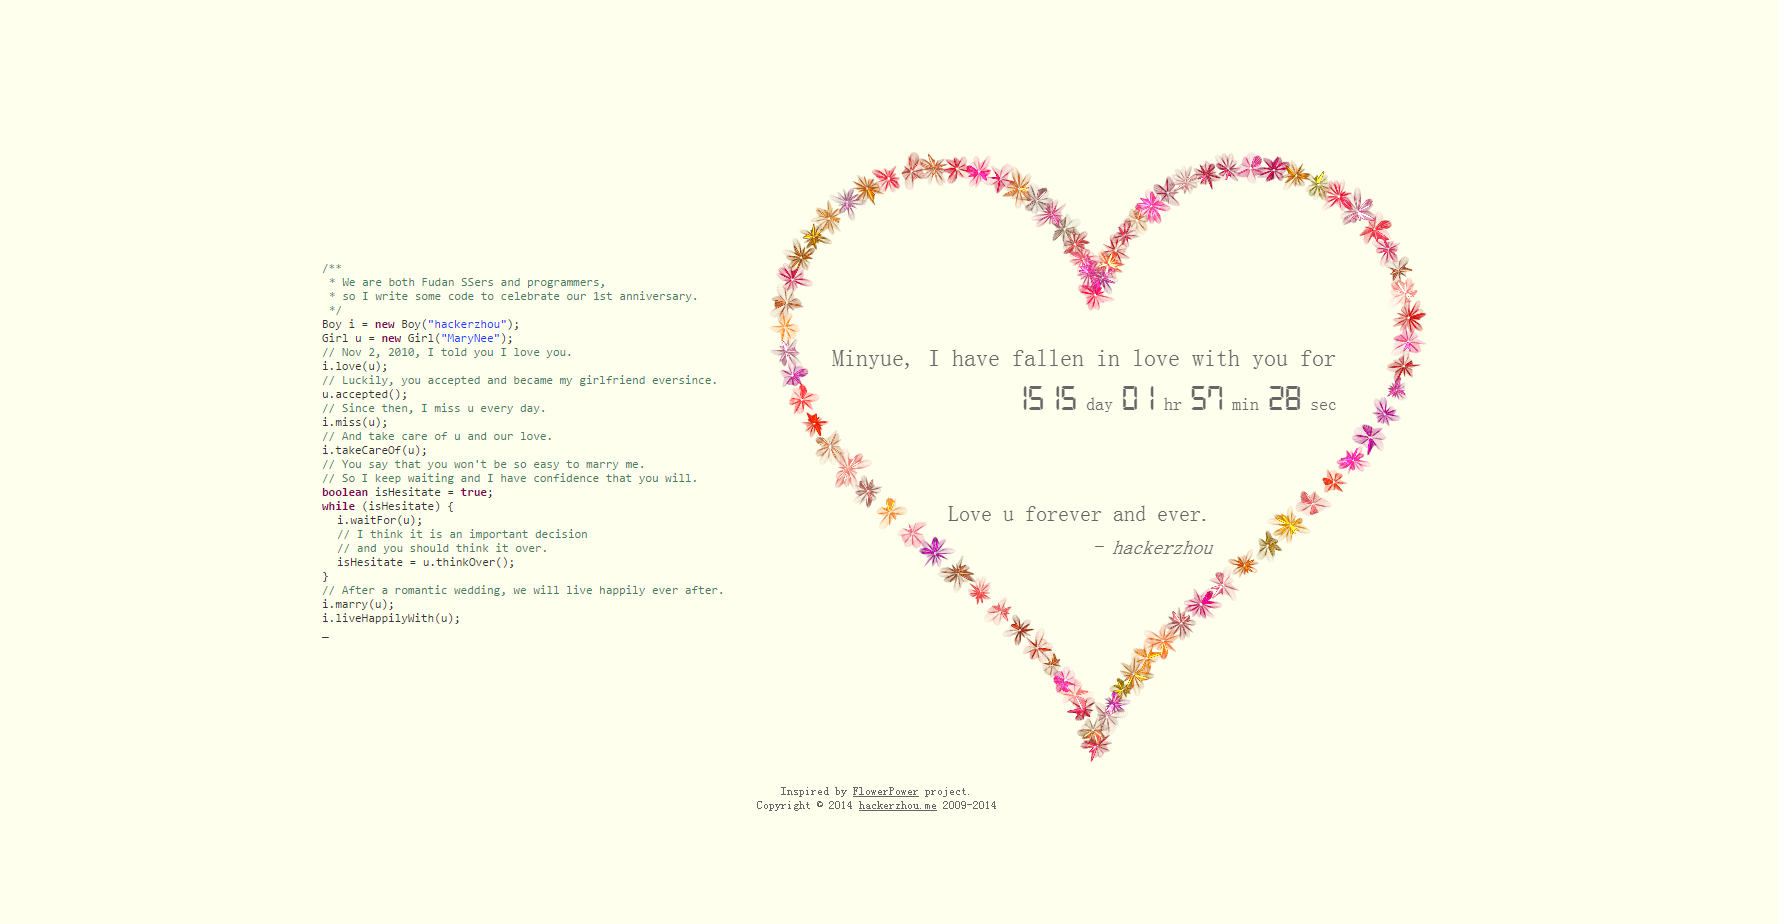 /**
 * We are both Fudan SSers and programmers,
 * so I write some code to celebrate our 1st anniversary.
 */
Boy i = new Boy("hackerzhou");
Girl u = new Girl("MaryNee");
// Nov 2, 2010, I told you I love you.
i.love(u);
// Luckily, you accepted and became my girlfriend eversince.
u.accepted();
// Since then, I miss u every day.
i.miss(u);
// And take care of u and our love.
i.takeCareOf(u);
// You say that you won't be so easy to marry me.
// So I keep waiting and I have confidence that you will.
boolean isHesitate = true;
while (isHesitate) {
  i.waitFor(u);
  // I think it is an important decision
  // and you should think it over.
  isHesitate = u.thinkOver();
}
// After a romantic wedding, we will live happily ever after.
i.marry(u);
i.liveHappilyWith(u);
_
Minyue, I have fallen in love with you for
1515 day 01 hr 57 min 28 sec
Love u forever and ever.
- hackerzhou
Inspired by FlowerPower project.
Copyright © 2014 hackerzhou.me 2009-2014